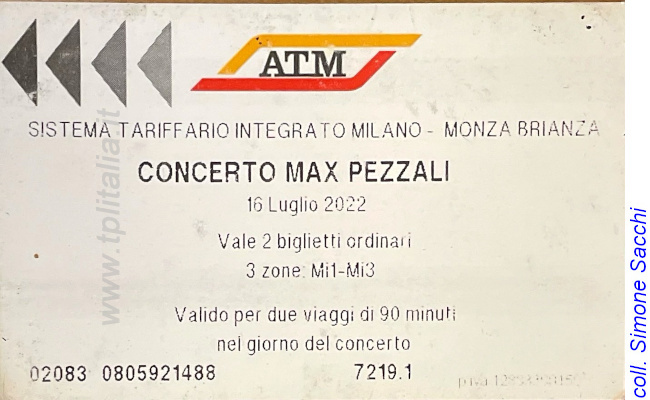 ATM
SISTEMA TARIFFARIO INTEGRATO MILANO - MONZA BRIANZA
CONCERTO MAX PEZZALI
16 Luglio 2022
Vale 2 biglietti ordinari
3 zone: Mi1-Mi3
Valido per due viaggi di 90 minuti
nel giorno del concerto
02083 0805921488 7219.1
www.tplitalia.it
coll. Simone Sacchi